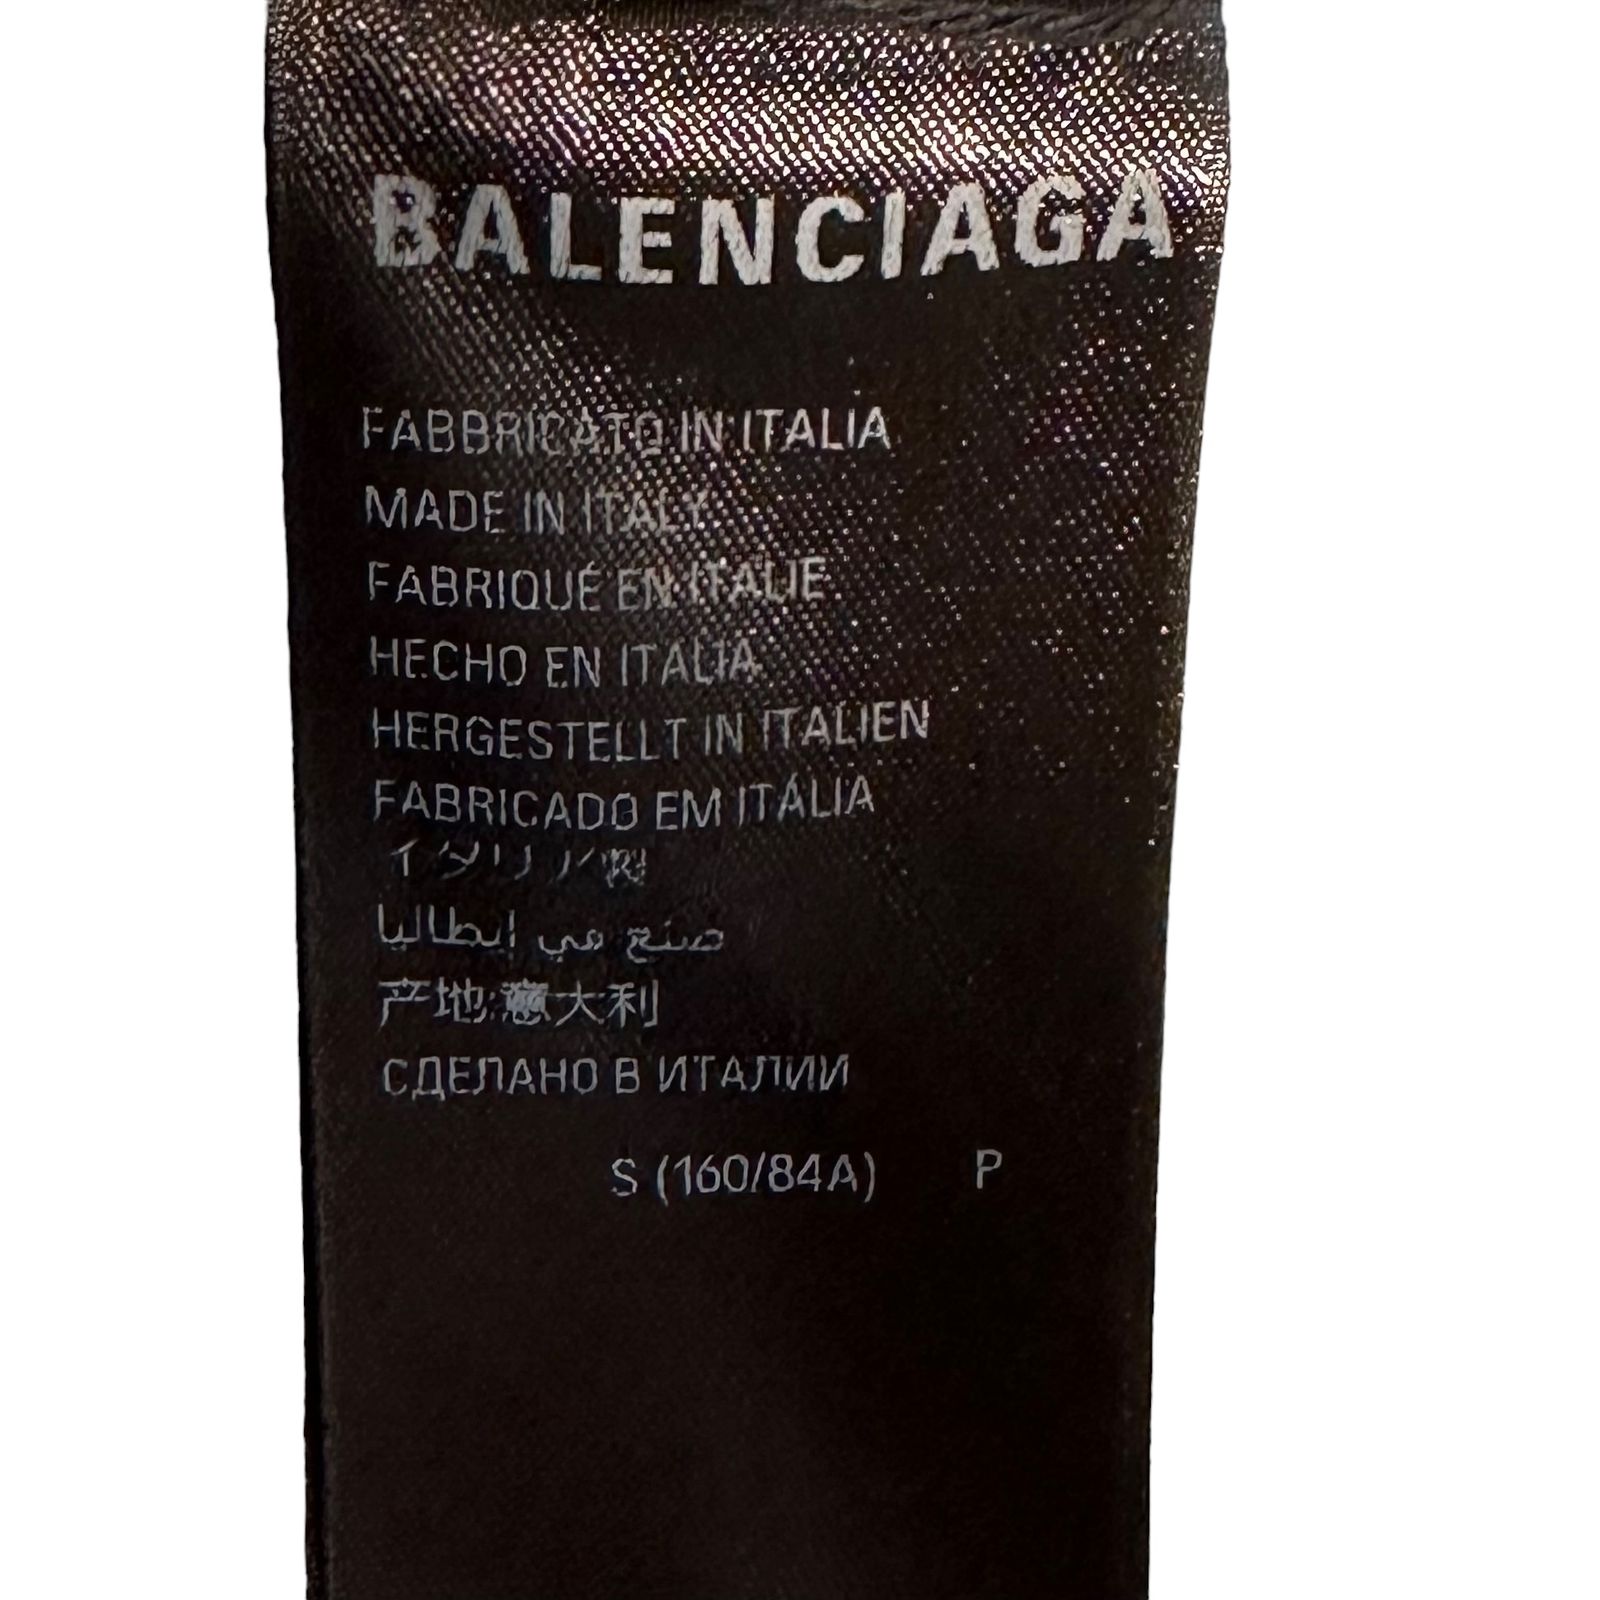 BALENCIAGA
FABBRICATO IN ITALIA
MADE IN ITALY
FABRIQUÉ EN ITALIE
HECHO EN ITALIA
HERGESTELLT IN ITALIEN
FABRICADO EM ITÁLIA
イタリア製
صنع في إيطاليا
产地:意大利
СДЕЛАНО В ИТАЛИИ
S (160/84A) P